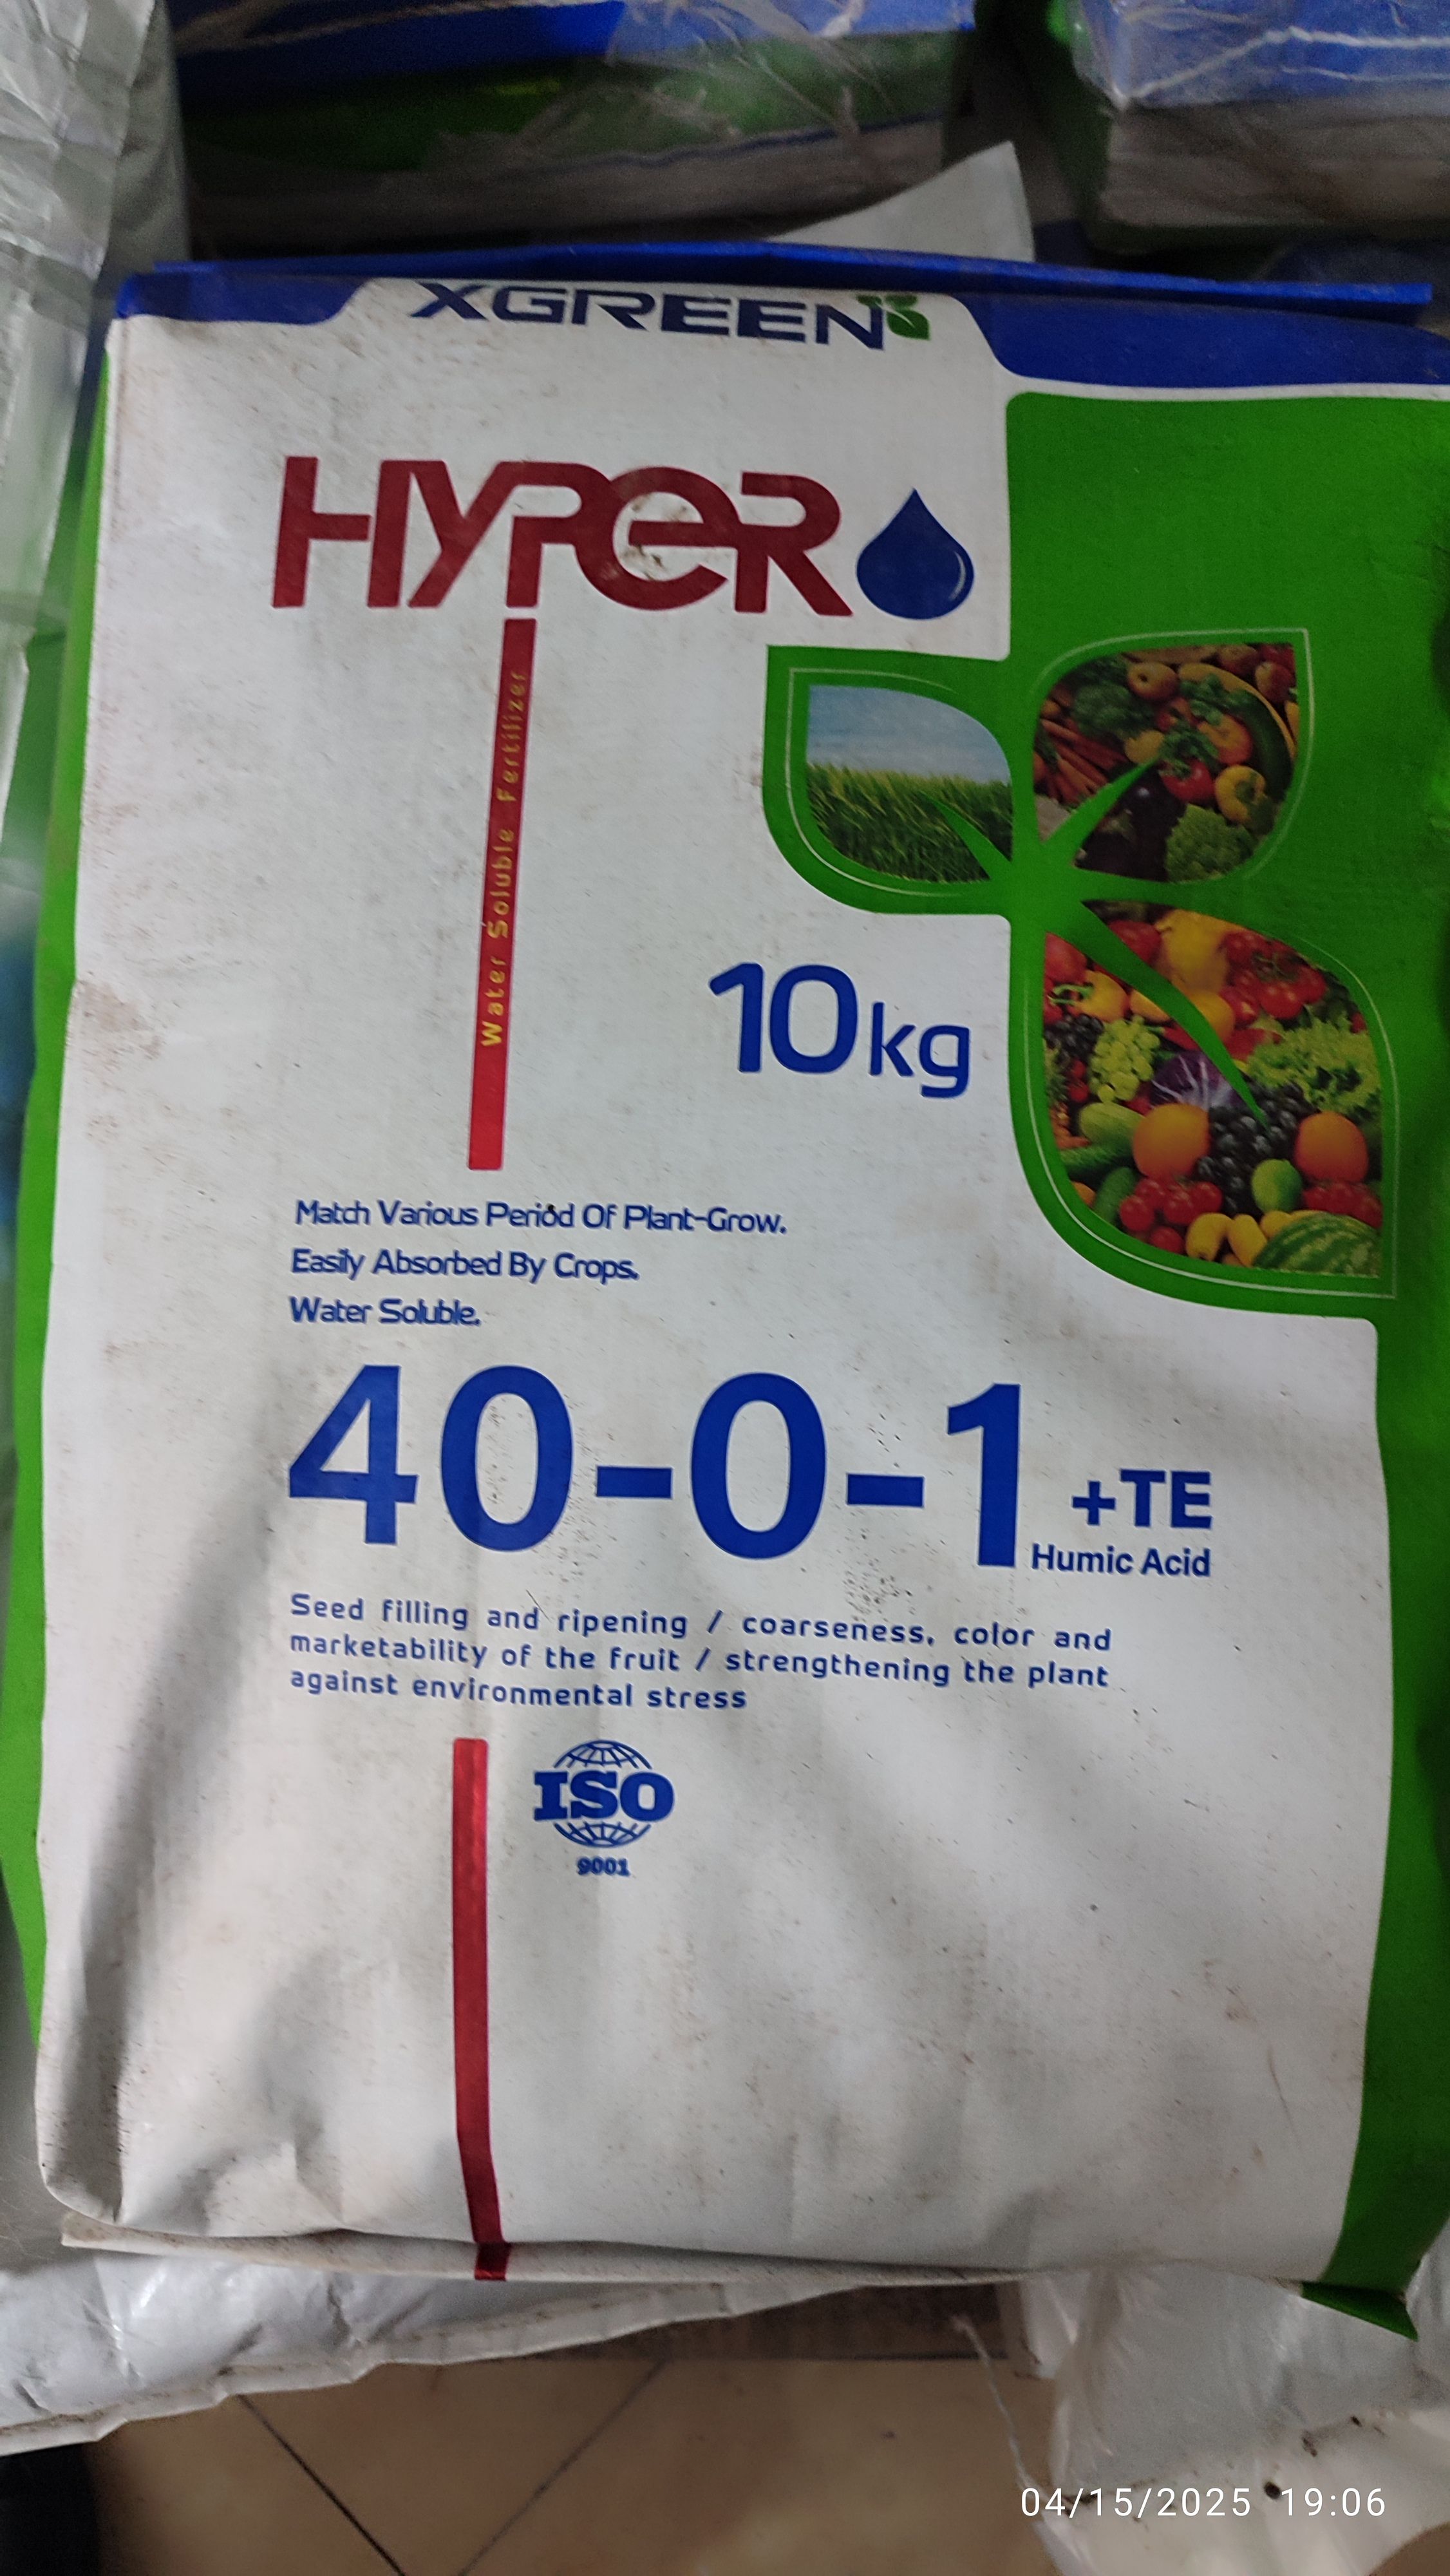 XGREEN
HYPER
Water Soluble Fertilizer
10kg
Match Various Period Of Plant-Grow.
Easily Absorbed By Crops.
Water Soluble.
40-0-1 +TE
Humic Acid
Seed filling and ripening / coarseness, color and
marketability of the fruit / strengthening the plant
against environmental stress
ISO
9001
04/15/2025 19:06